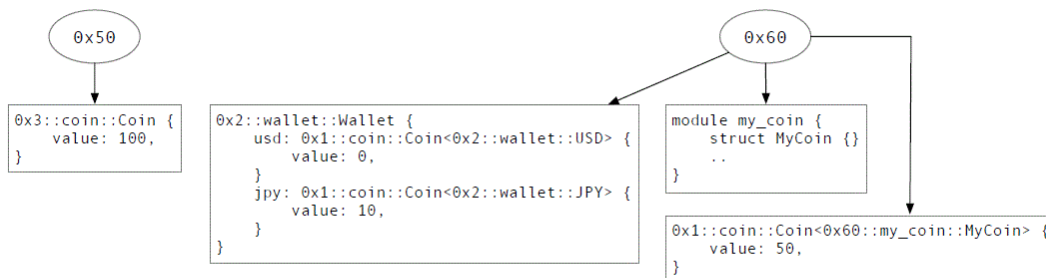 0x50
0x60
0x3::coin::Coin {
    value: 100,
}
0x2::wallet::Wallet {
    usd: 0x1::coin::Coin<0x2::wallet::USD> {
        value: 0,
    }
    jpy: 0x1::coin::Coin<0x2::wallet::JPY> {
        value: 10,
    }
}
module my_coin {
    struct MyCoin {}
    ..
}
0x1::coin::Coin<0x60::my_coin::MyCoin> {
    value: 50,
}